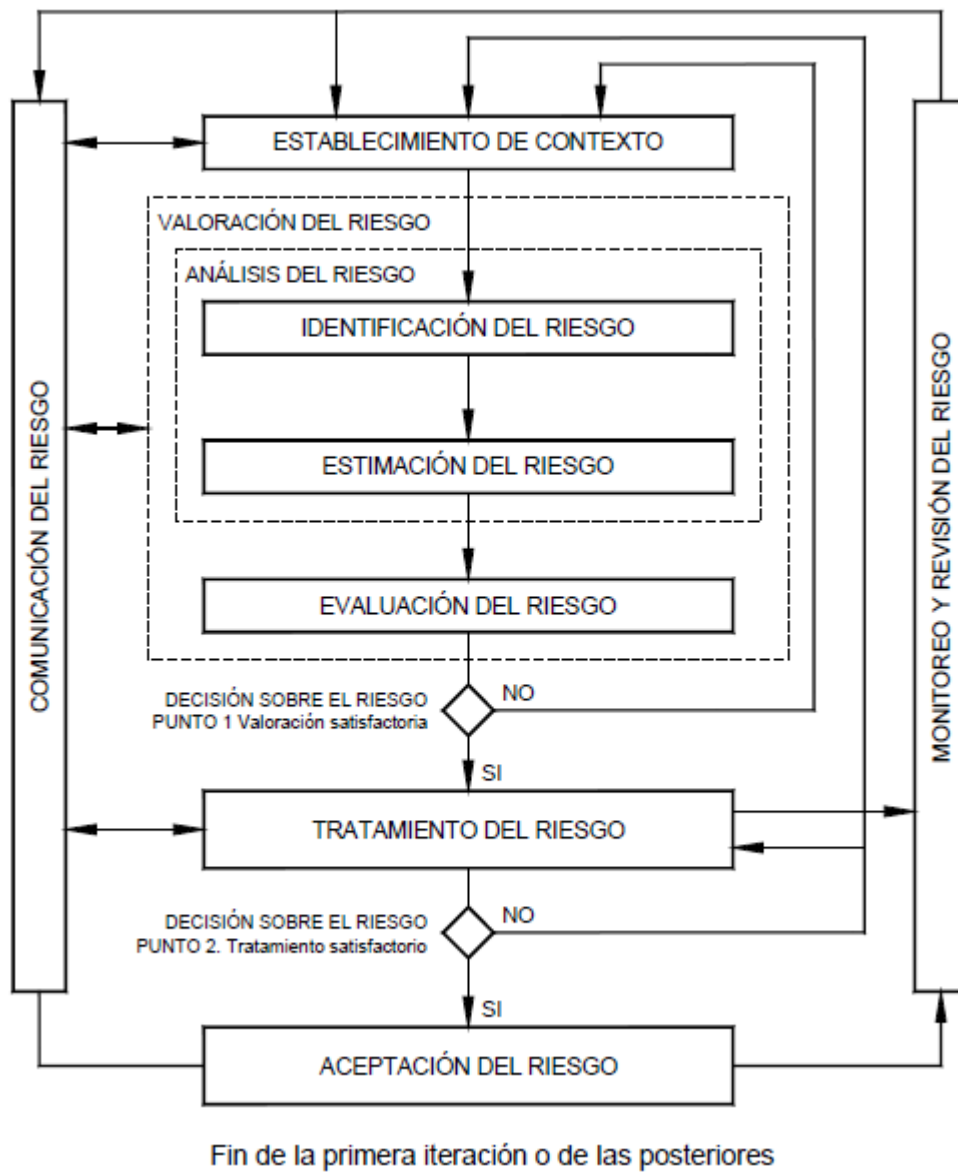 ESTABLECIMIENTO DE CONTEXTO
VALORACIÓN DEL RIESGO
ANÁLISIS DEL RIESGO
IDENTIFICACIÓN DEL RIESGO
ESTIMACIÓN DEL RIESGO
EVALUACIÓN DEL RIESGO
COMUNICACIÓN DEL RIESGO
MONITOREO Y REVISIÓN DEL RIESGO
DECISIÓN SOBRE EL RIESGO
PUNTO 1 Valoración satisfactoria
NO
SI
TRATAMIENTO DEL RIESGO
DECISIÓN SOBRE EL RIESGO
PUNTO 2. Tratamiento satisfactorio
NO
SI
ACEPTACIÓN DEL RIESGO
Fin de la primera iteración o de las posteriores